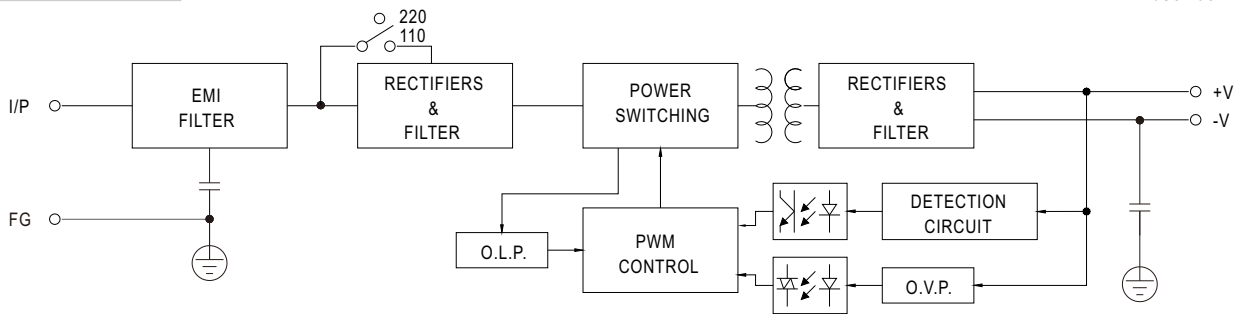 220
110
I/P
EMI
FILTER
RECTIFIERS
&
FILTER
POWER
SWITCHING
RECTIFIERS
&
FILTER
+V
-V
FG
O.L.P.
PWM
CONTROL
DETECTION
CIRCUIT
O.V.P.